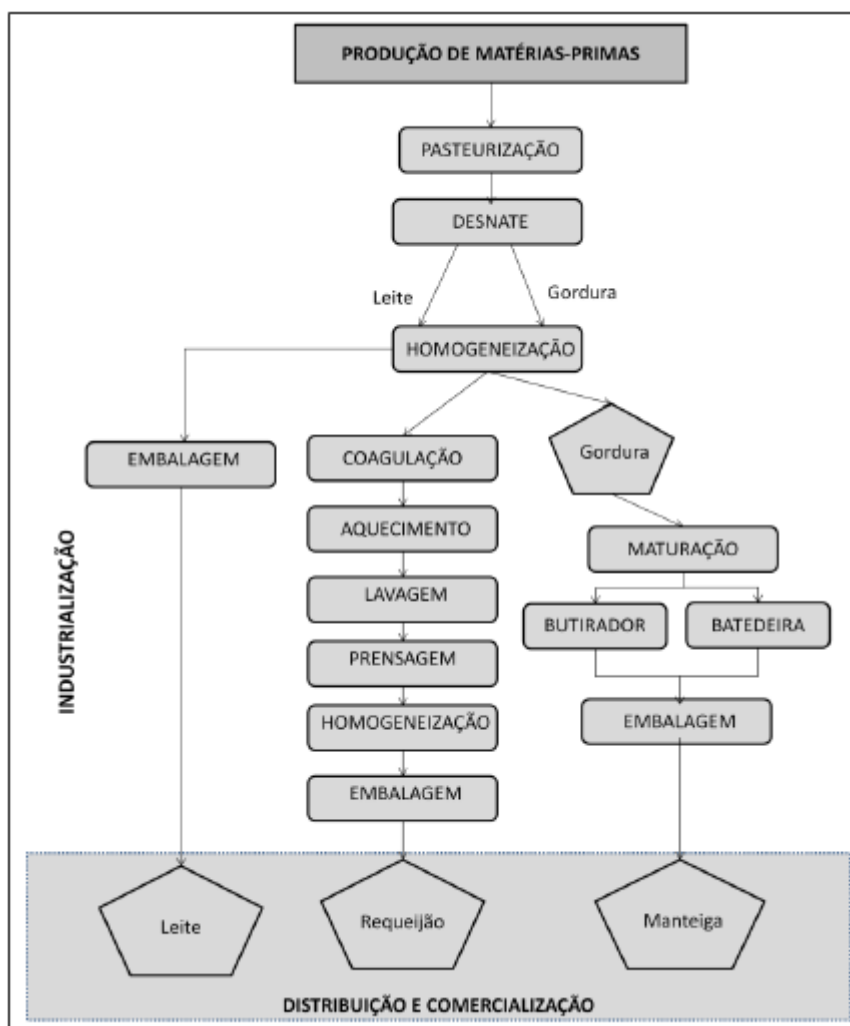 PRODUÇÃO DE MATÉRIAS-PRIMAS
PASTEURIZAÇÃO
DESNATE
Leite
Gordura
HOMOGENEIZAÇÃO
EMBALAGEM
COAGULAÇÃO
Gordura
AQUECIMENTO
MATURAÇÃO
LAVAGEM
BUTIRADOR
BATEDEIRA
PRENSAGEM
HOMOGENEIZAÇÃO
EMBALAGEM
EMBALAGEM
INDUSTRIALIZAÇÃO
Leite
Requeijão
Manteiga
DISTRIBUIÇÃO E COMERCIALIZAÇÃO